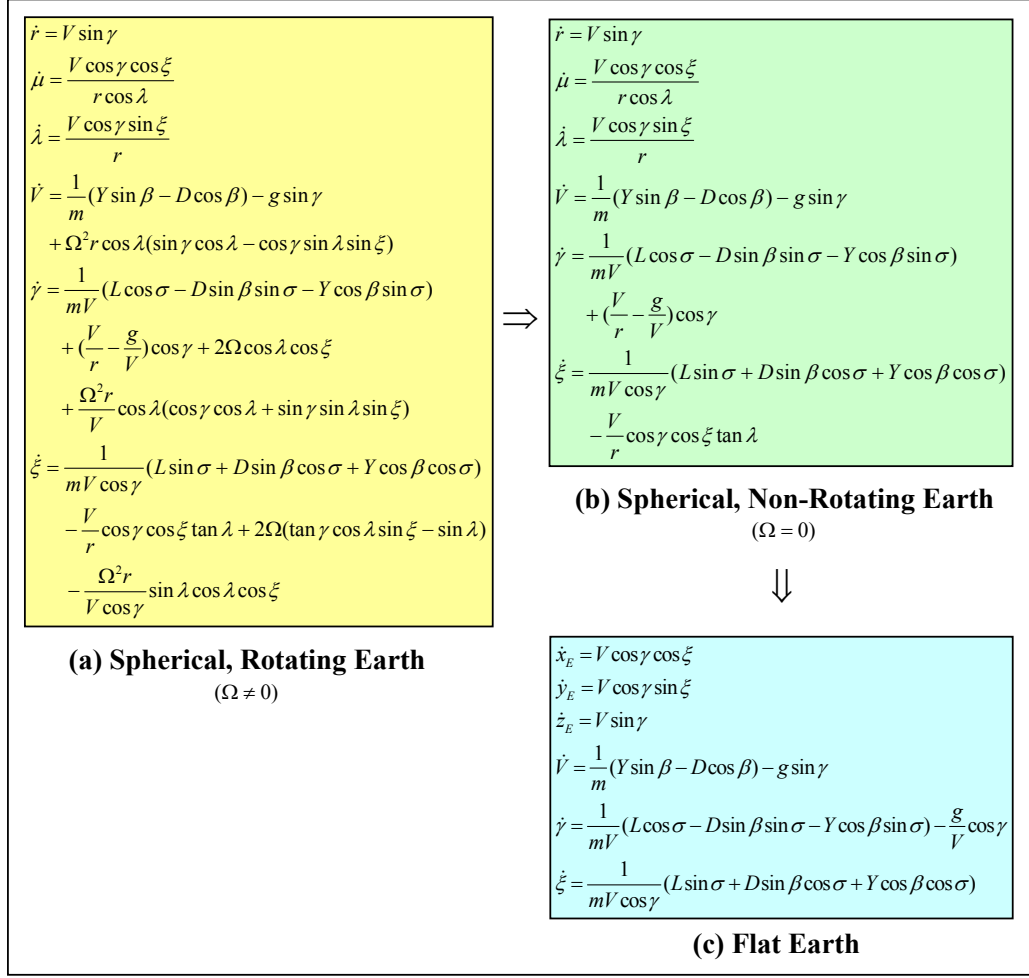 ṙ = V sin γ
μ̇ = (V cos γ cos ξ) / (r cos λ)
λ̇ = (V cos γ sin ξ) / r
V̇ = (1/m)(Y sin β − D cos β) − g sin γ
+ Ω² r cos λ(sin γ cos λ − cos γ sin λ sin ξ)
γ̇ = (1/(mV))(L cos σ − D sin β sin σ − Y cos β sin σ)
+ (V/r − g/V) cos γ + 2Ω cos λ cos ξ
+ (Ω² r / V) cos λ(cos γ cos λ + sin γ sin λ sin ξ)
ξ̇ = (1/(mV cos γ))(L sin σ + D sin β cos σ + Y cos β cos σ)
− (V/r) cos γ cos ξ tan λ + 2Ω(tan γ cos λ sin ξ − sin λ)
− (Ω² r / (V cos γ)) sin λ cos λ cos ξ
(a) Spherical, Rotating Earth
(Ω ≠ 0)
⇒
ṙ = V sin γ
μ̇ = (V cos γ cos ξ) / (r cos λ)
λ̇ = (V cos γ sin ξ) / r
V̇ = (1/m)(Y sin β − D cos β) − g sin γ
γ̇ = (1/(mV))(L cos σ − D sin β sin σ − Y cos β sin σ)
+ (V/r − g/V) cos γ
ξ̇ = (1/(mV cos γ))(L sin σ + D sin β cos σ + Y cos β cos σ)
− (V/r) cos γ cos ξ tan λ
(b) Spherical, Non-Rotating Earth
(Ω = 0)
⇓
ẋ_E = V cos γ cos ξ
ẏ_E = V cos γ sin ξ
ż_E = V sin γ
V̇ = (1/m)(Y sin β − D cos β) − g sin γ
γ̇ = (1/(mV))(L cos σ − D sin β sin σ − Y cos β sin σ) − (g/V) cos γ
ξ̇ = (1/(mV cos γ))(L sin σ + D sin β cos σ + Y cos β cos σ)
(c) Flat Earth